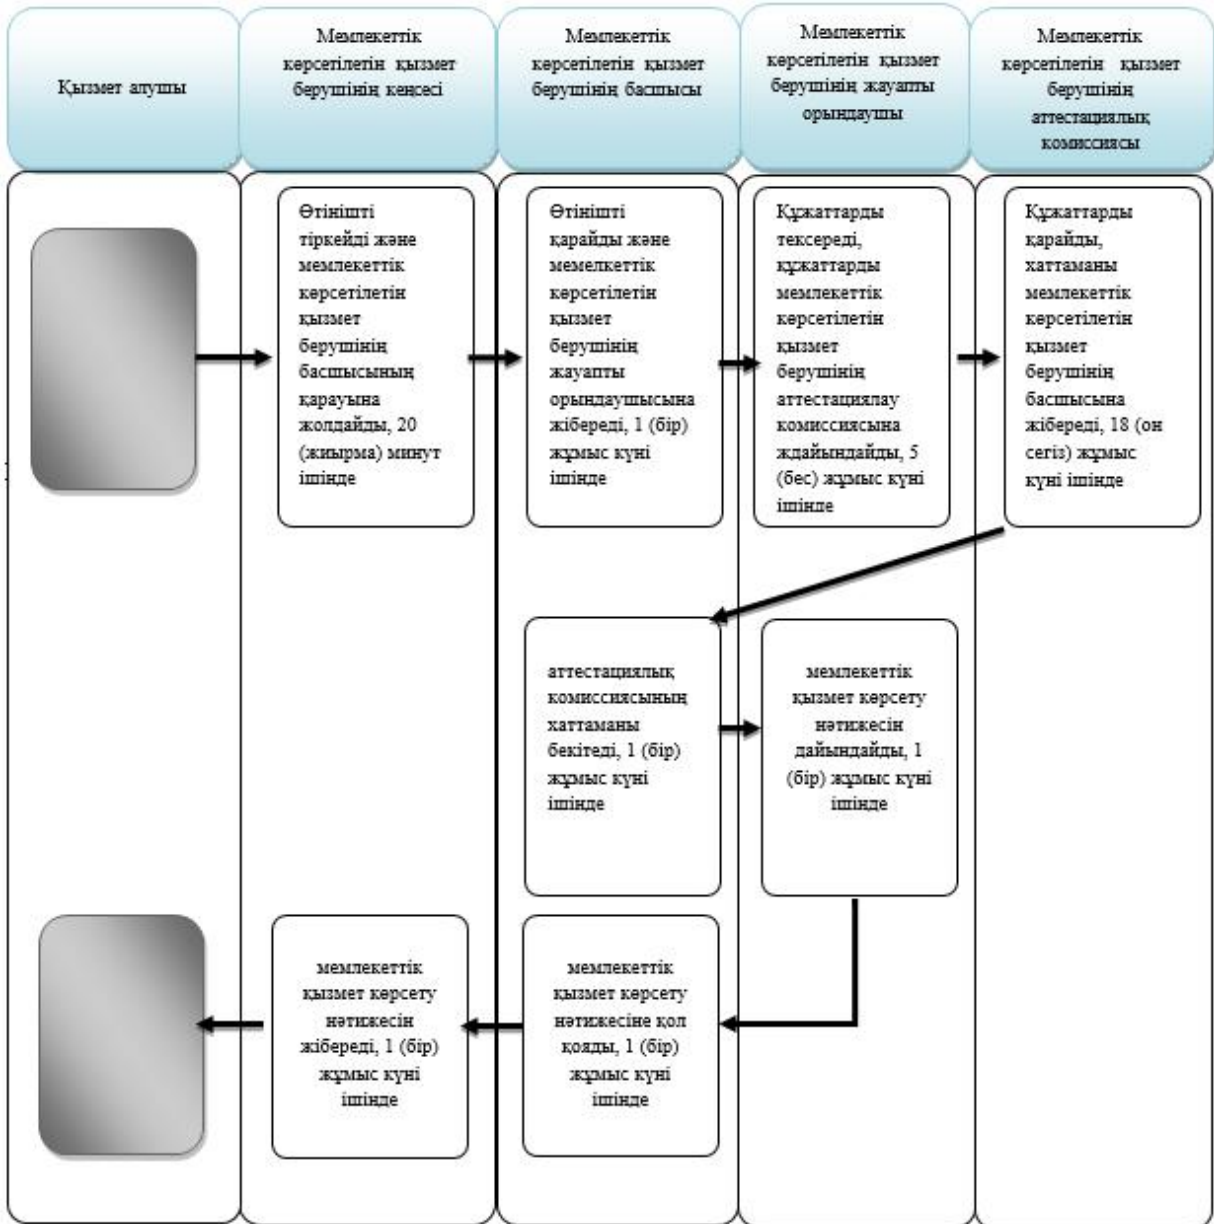 Қызмет алушы
Мемлекеттік
көрсетілетін қызмет
берушінің кеңсесі
Мемлекеттік
көрсетілетін қызмет
берушінің басшысы
Мемлекеттік
көрсетілетін қызмет
берушінің жауапты
орындаушы
Мемлекеттік
көрсетілетін қызмет
берушінің
аттестациялық
комиссиясы
Өтінішті
тіркейді және
мемлекеттік
көрсетілетін
қызмет
берушінің
басшысының
қарауына
жолдайды, 20
(жиырма) минут
ішінде
Өтінішті
қарайды және
мемелкеттік
көрсетілетін
қызмет
берушінің
жауапты
орындаушысына
жібереді, 1 (бір)
жұмыс күні
ішінде
Құжаттарды
тексереді,
құжаттарды
мемлекеттік
көрсетілетін
қызмет
берушінің
аттестациялау
комиссиясына
ждайындайды, 5
(бес) жұмыс күні
ішінде
Құжаттарды
қарайды,
хаттаманы
мемлекеттік
көрсетілетін
қызмет
берушінің
басшысына
жібереді, 18 (он
сегіз) жұмыс
күні ішінде
аттестациялық
комиссиясының
хаттаманы
бекітеді, 1 (бір)
жұмыс күні
ішінде
мемлекеттік
қызмет көрсету
нәтижесін
дайындайды, 1
(бір) жұмыс күні
ішінде
мемлекеттік
қызмет көрсету
нәтижесін
жібереді, 1 (бір)
жұмыс күні
ішінде
мемлекеттік
қызмет көрсету
нәтижесіне қол
қояды, 1 (бір)
жұмыс күні
ішінде